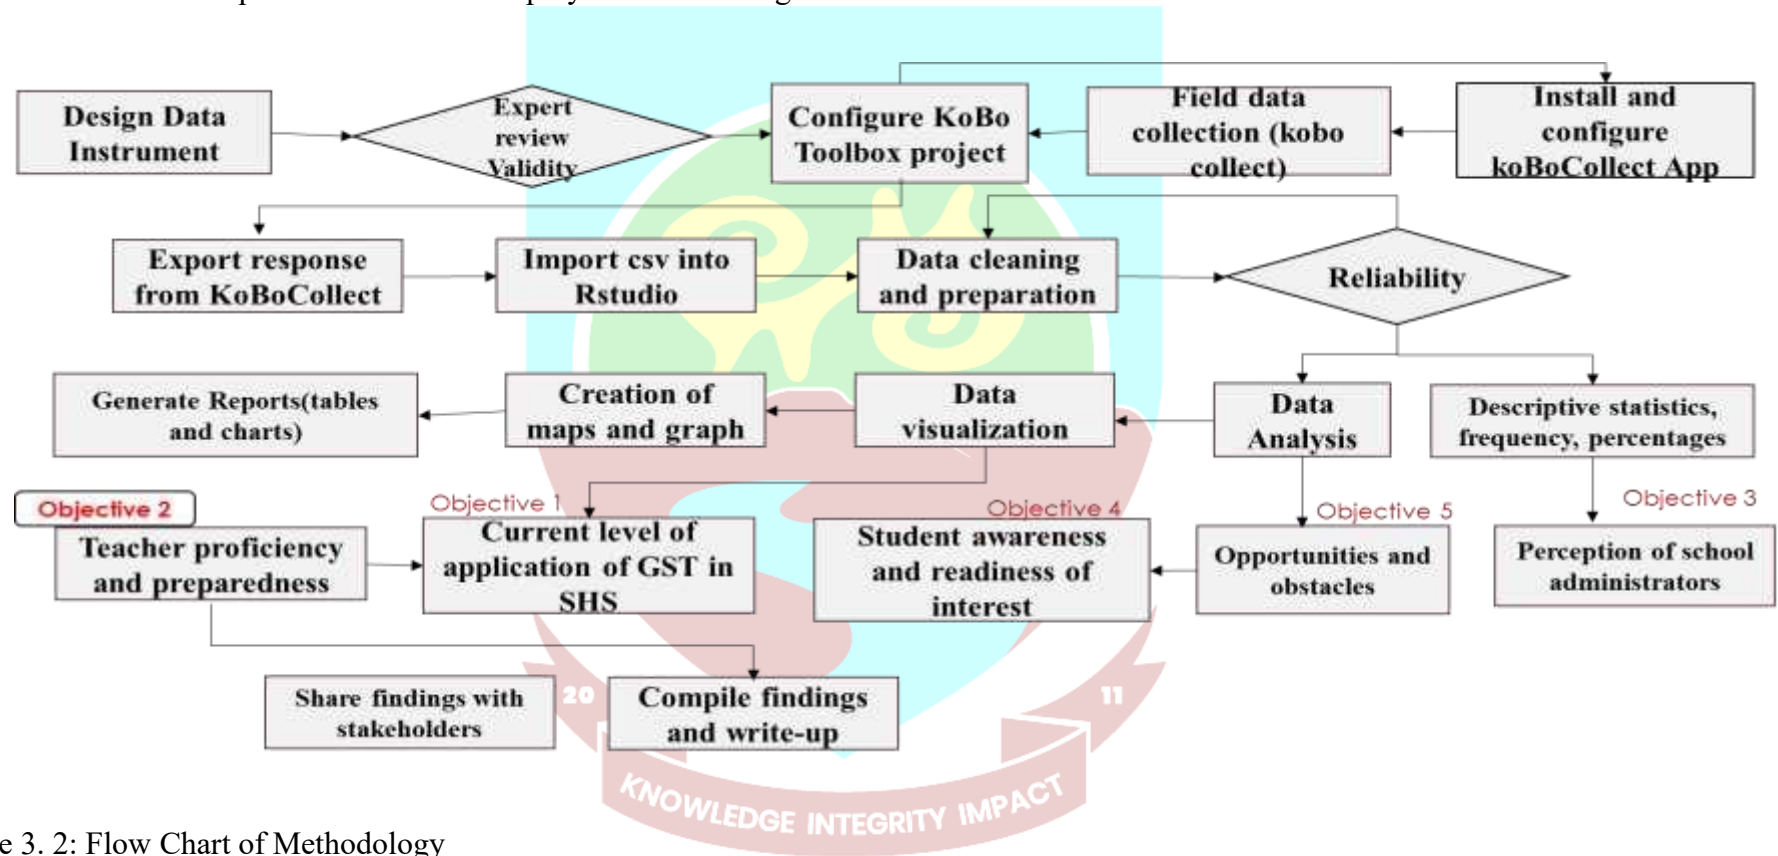 Design Data
Instrument
Expert
review
Validity
Configure KoBo
Toolbox project
Field data
collection (kobo
collect)
Install and
configure
koBoCollect App
Export response
from KoBoCollect
Import csv into
Rstudio
Data cleaning
and preparation
Reliability
Generate Reports(tables
and charts)
Creation of
maps and graph
Data
visualization
Data
Analysis
Descriptive statistics,
frequency, percentages
Objective 2
Teacher proficiency
and preparedness
Objective 1
Current level of
application of GST in
SHS
Objective 4
Student awareness
and readiness of
interest
Objective 5
Opportunities and
obstacles
Objective 3
Perception of school
administrators
Share findings with
stakeholders
Compile findings
and write-up
20
11
KNOWLEDGE INTEGRITY IMPACT
e 3. 2: Flow Chart of Methodology